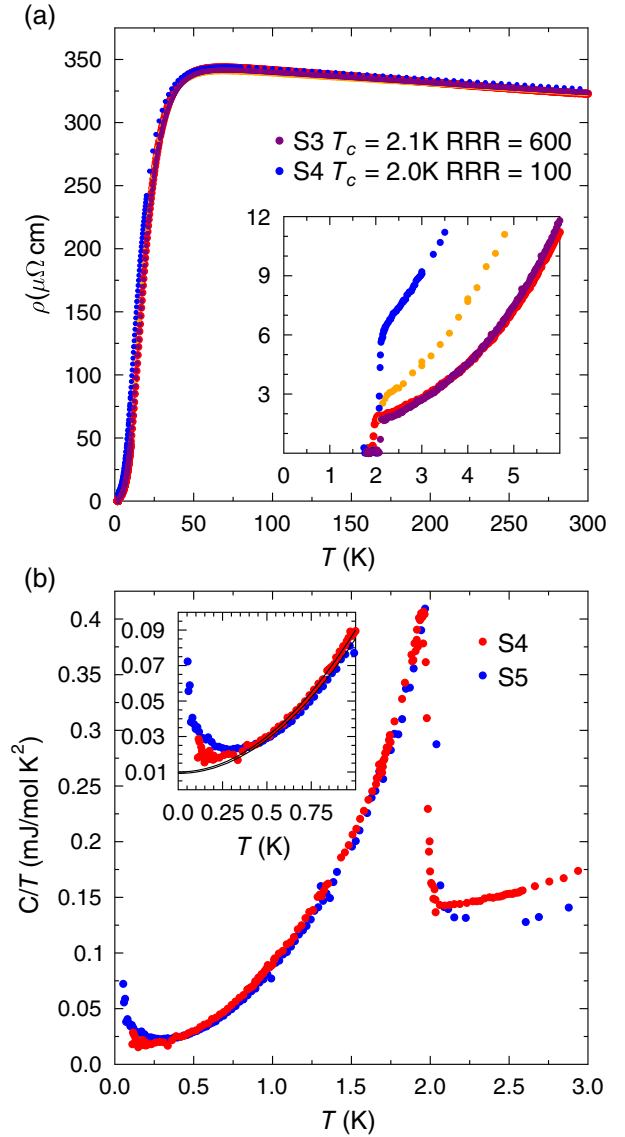 (a)
350
300
250
200
150
100
50
0
ρ(μΩ cm)
S3 T_c = 2.1K RRR = 600
S4 T_c = 2.0K RRR = 100
12
9
6
3
0 1 2 3 4 5
0 50 100 150 200 250 300
T (K)
(b)
0.4
0.35
0.3
0.25
0.2
0.15
0.1
0.05
0.0
C/T (mJ/mol K²)
0.09
0.07
0.05
0.03
0.01
0.0 0.25 0.5 0.75
T (K)
S4
S5
0.0 0.5 1.0 1.5 2.0 2.5 3.0
T (K)